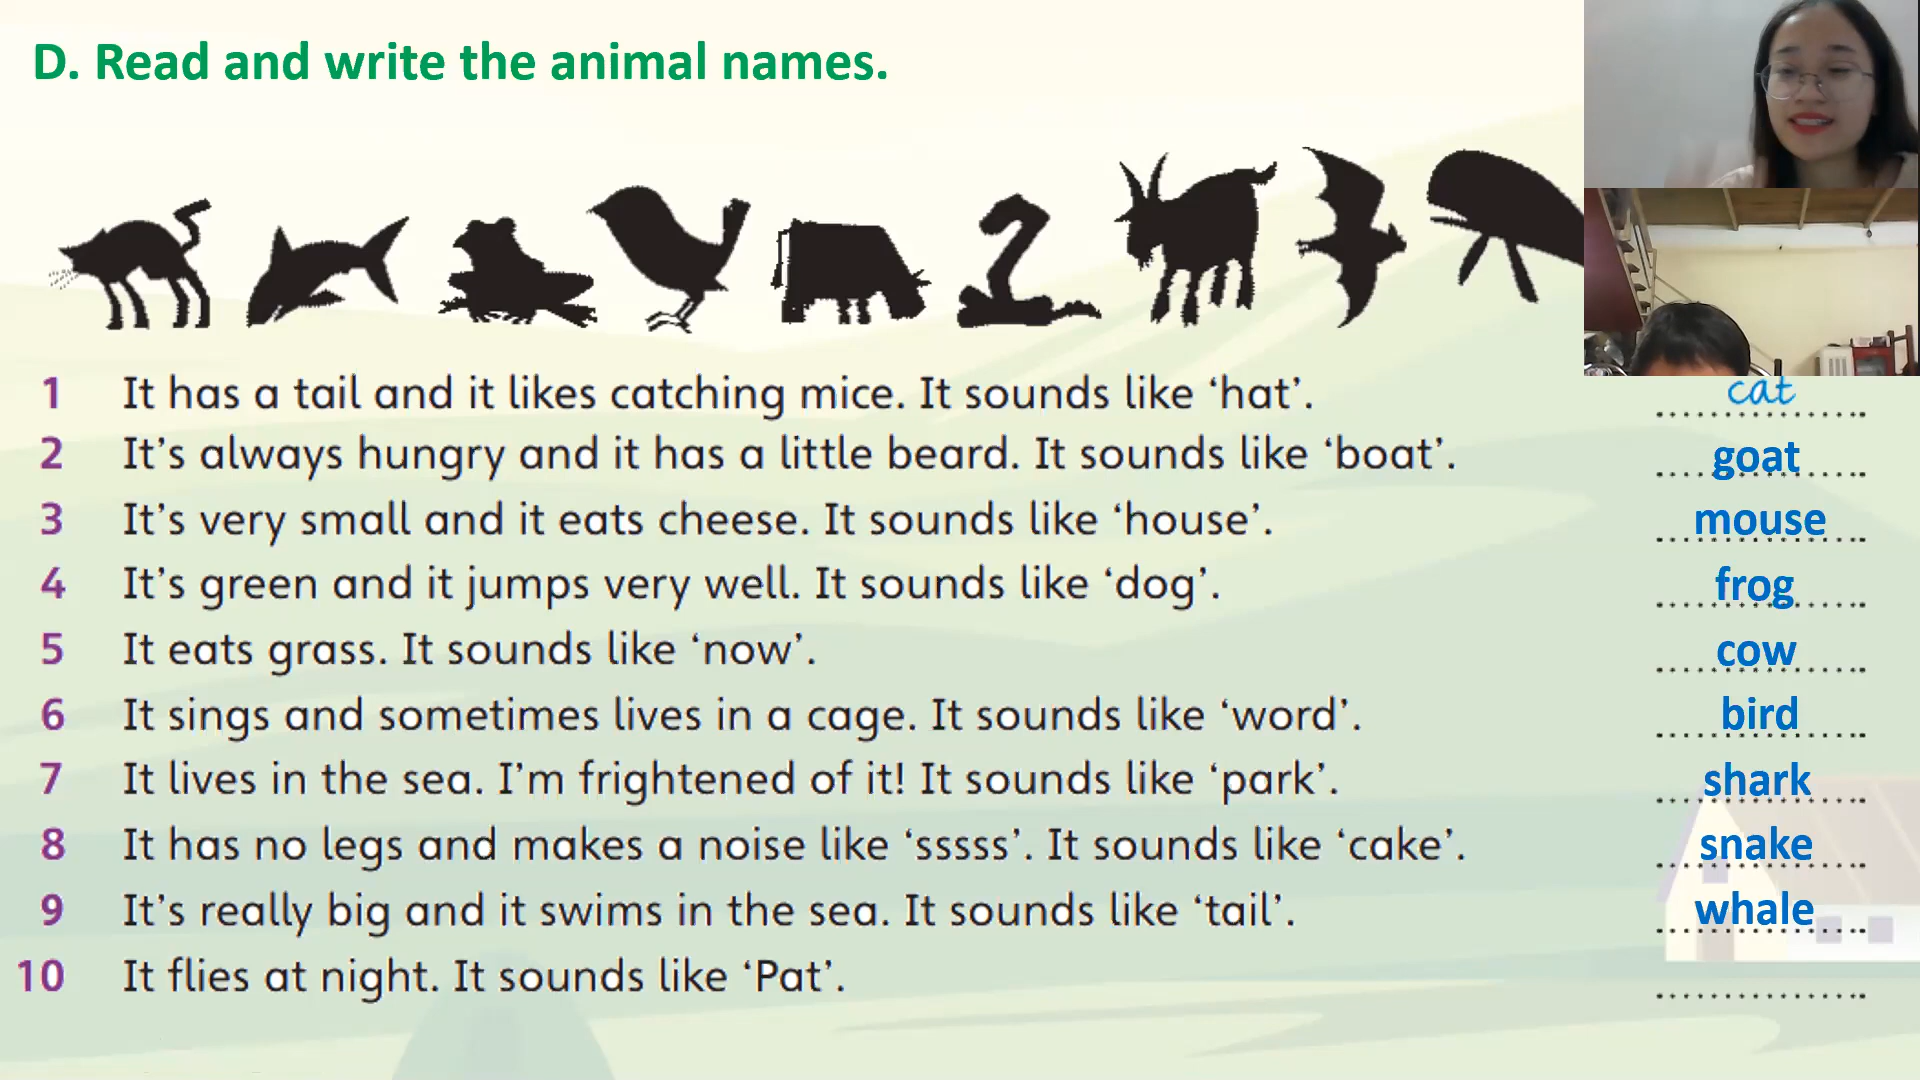 D. Read and write the animal names.
1 It has a tail and it likes catching mice. It sounds like ‘hat’. cat
2 It’s always hungry and it has a little beard. It sounds like ‘boat’. goat
3 It’s very small and it eats cheese. It sounds like ‘house’. mouse
4 It’s green and it jumps very well. It sounds like ‘dog’. frog
5 It eats grass. It sounds like ‘now’. cow
6 It sings and sometimes lives in a cage. It sounds like ‘word’. bird
7 It lives in the sea. I’m frightened of it! It sounds like ‘park’. shark
8 It has no legs and makes a noise like ‘sssss’. It sounds like ‘cake’. snake
9 It’s really big and it swims in the sea. It sounds like ‘tail’. whale
10 It flies at night. It sounds like ‘Pat’.